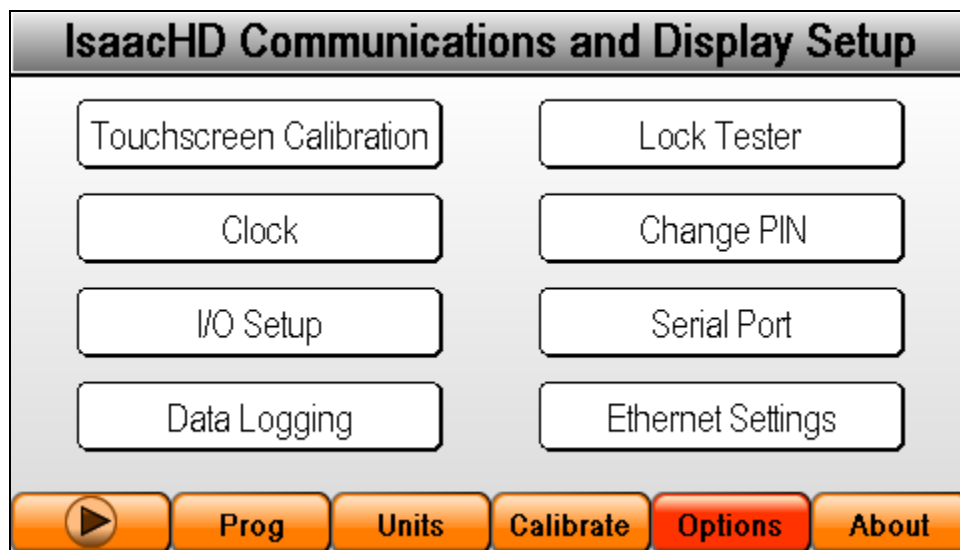 IsaacHD Communications and Display Setup
Touchscreen Calibration
Lock Tester
Clock
Change PIN
I/O Setup
Serial Port
Data Logging
Ethernet Settings
Prog Units Calibrate Options About